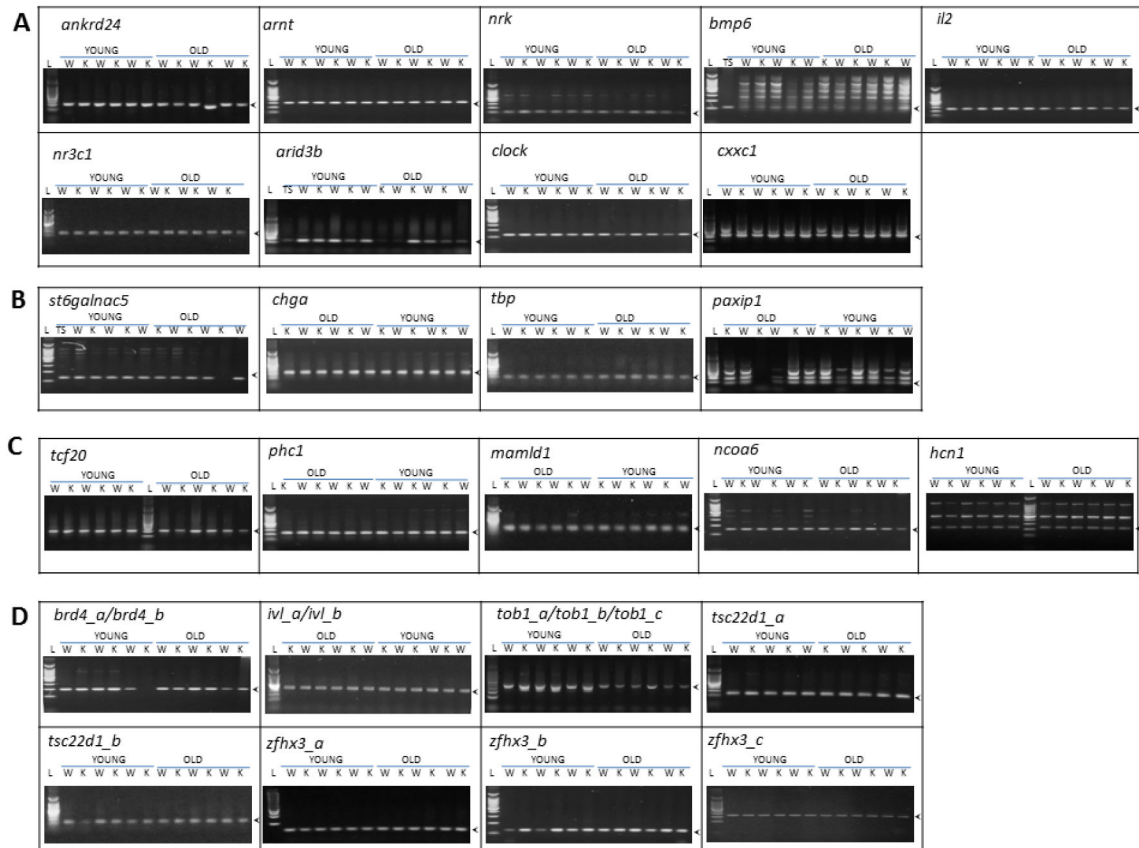 A
ankrd24
YOUNG OLD
L W K W K W K W K W K W K
arnt
YOUNG OLD
L W K W K W K W K W K W K
nrk
YOUNG OLD
L W K W K W K W K W K W K
bmp6
YOUNG OLD
L TS W K W K W K W K W K W
il2
YOUNG OLD
L W K W K W K W K W K W K
nr3c1
YOUNG OLD
L W K W K W K W K W K W K
arid3b
YOUNG OLD
L TS W K W K W K W K W K W
clock
YOUNG OLD
L W K W K W K W K W K W K
cxxc1
YOUNG OLD
L W K W K W K W K W K W K
B
st6galnac5
YOUNG OLD
L TS W K W K W K W K W K W
chga
OLD YOUNG
L K W K W K W K W K W K W
tbp
YOUNG OLD
L W K W K W K W K W K W K
paxip1
OLD YOUNG
L K W K W K W K W K W K W
C
tcf20
YOUNG OLD
W K W K W K L W K W K W K
phc1
OLD YOUNG
L K W K W K W K W K W K W
mamld1
OLD YOUNG
L K W K W K W K W K W K W
ncoa6
YOUNG OLD
L W K W K W K W K W K W K
hcn1
YOUNG OLD
W K W K W K L W K W K W K
D
brd4_a/brd4_b
YOUNG OLD
L W K W K W K W K W K W K
ivl_a/ivl_b
OLD YOUNG
L K W K W K W K W K W K W
tob1_a/tob1_b/tob1_c
YOUNG OLD
L W K W K W K W K W K W K
tsc22d1_a
YOUNG OLD
L W K W K W K W K W K W K
tsc22d1_b
YOUNG OLD
L W K W K W K W K W K W K
zfhx3_a
YOUNG OLD
L W K W K W K W K W K W K
zfhx3_b
YOUNG OLD
L W K W K W K W K W K W K
zfhx3_c
YOUNG OLD
L W K W K W K W K W K W K